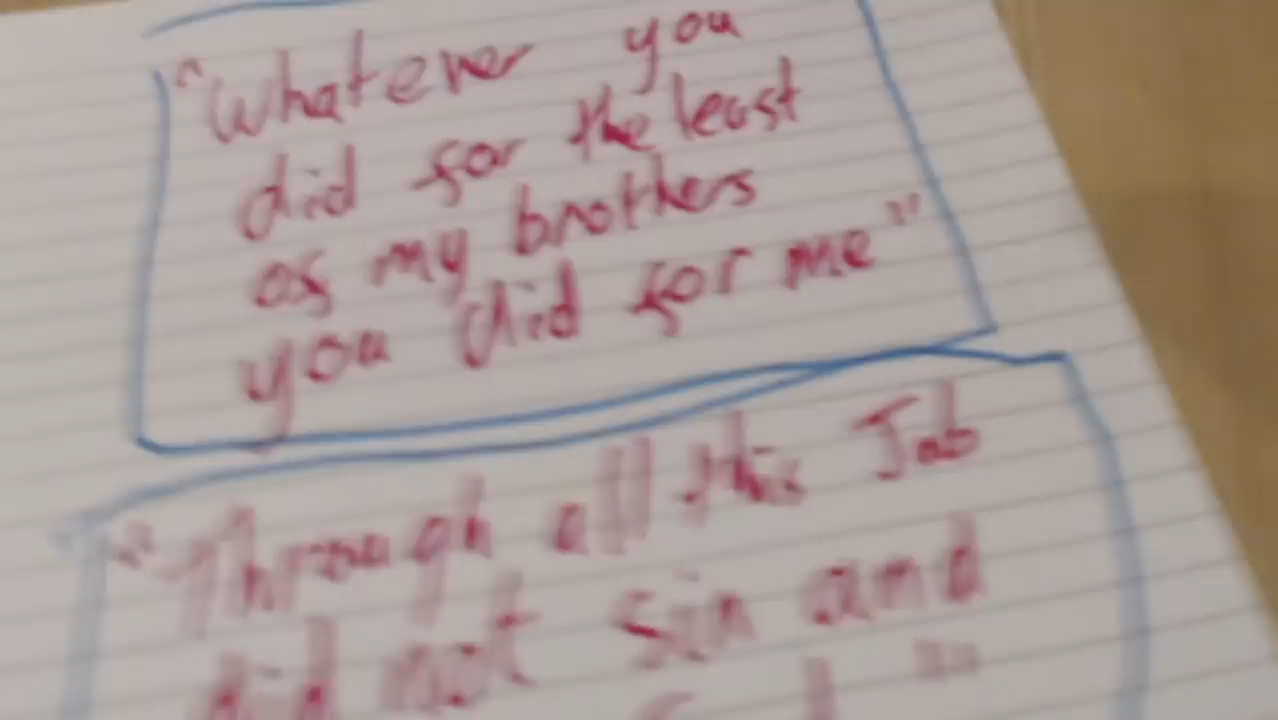 "Whatever you
did for the least
of my brothers
you did for me"
"Through all this Job
did not sin and
"